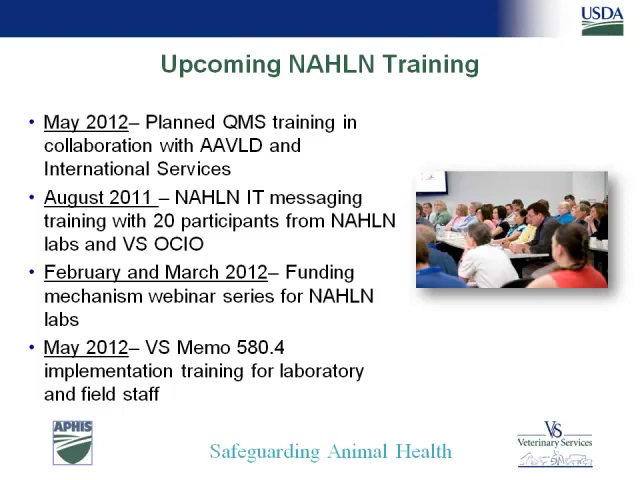 USDA
Upcoming NAHLN Training
• May 2012– Planned QMS training in
collaboration with AAVLD and
International Services
• August 2011 – NAHLN IT messaging
training with 20 participants from NAHLN
labs and VS OCIO
• February and March 2012– Funding
mechanism webinar series for NAHLN
labs
• May 2012– VS Memo 580.4
implementation training for laboratory
and field staff
APHIS
Safeguarding Animal Health
VS
Veterinary Services